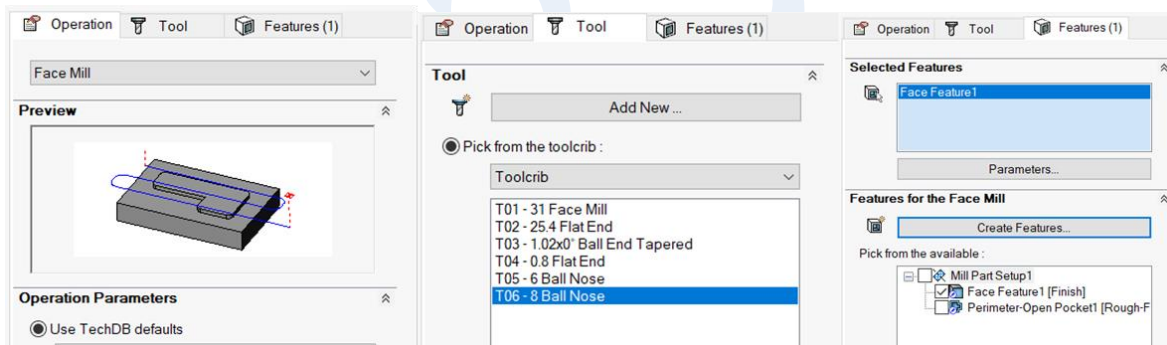 Operation Tool Features (1)
Face Mill
Preview
Operation Parameters
Use TechDB defaults
Operation Tool Features (1)
Tool
Add New ...
Pick from the toolcrib :
Toolcrib
T01 - 31 Face Mill
T02 - 25.4 Flat End
T03 - 1.02x0° Ball End Tapered
T04 - 0.8 Flat End
T05 - 6 Ball Nose
T06 - 8 Ball Nose
Operation Tool Features (1)
Selected Features
Face Feature1
Parameters...
Features for the Face Mill
Create Features...
Pick from the available :
Mill Part Setup1
Face Feature1 [Finish]
Perimeter-Open Pocket1 [Rough-F